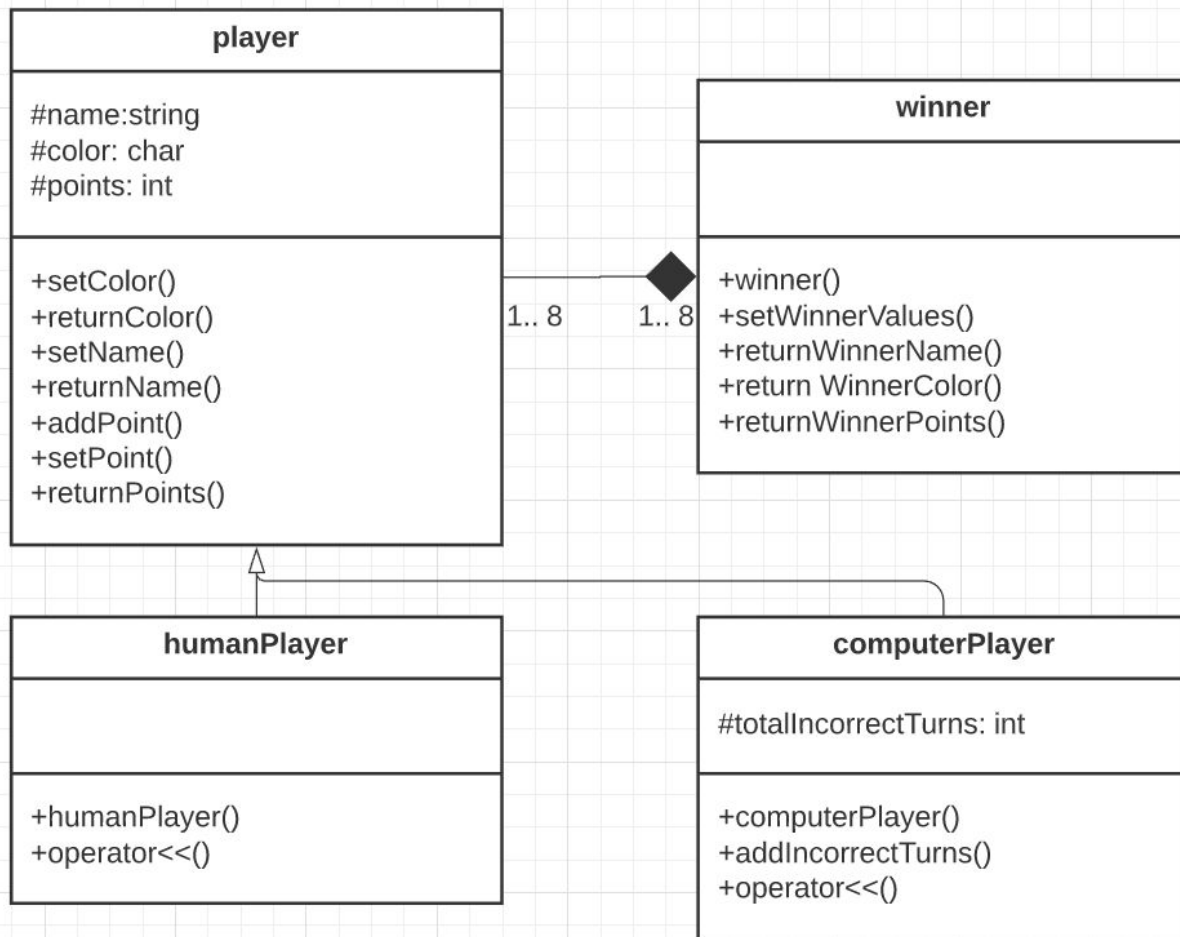 player
#name:string
#color: char
#points: int
+setColor()
+returnColor()
+setName()
+returnName()
+addPoint()
+setPoint()
+returnPoints()
1.. 8
1.. 8
winner
+winner()
+setWinnerValues()
+returnWinnerName()
+return WinnerColor()
+returnWinnerPoints()
humanPlayer
+humanPlayer()
+operator<<()
computerPlayer
#totalIncorrectTurns: int
+computerPlayer()
+addIncorrectTurns()
+operator<<()